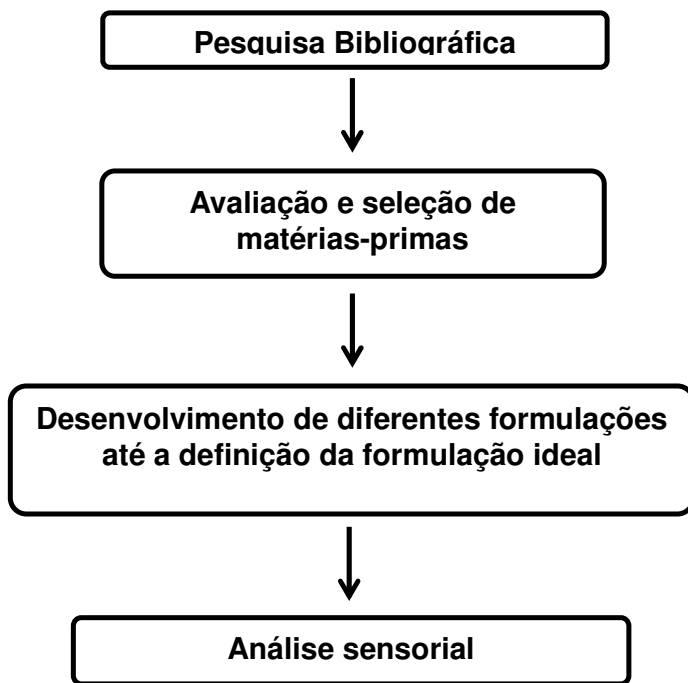 Pesquisa Bibliográfica
Avaliação e seleção de
matérias-primas
Desenvolvimento de diferentes formulações
até a definição da formulação ideal
Análise sensorial